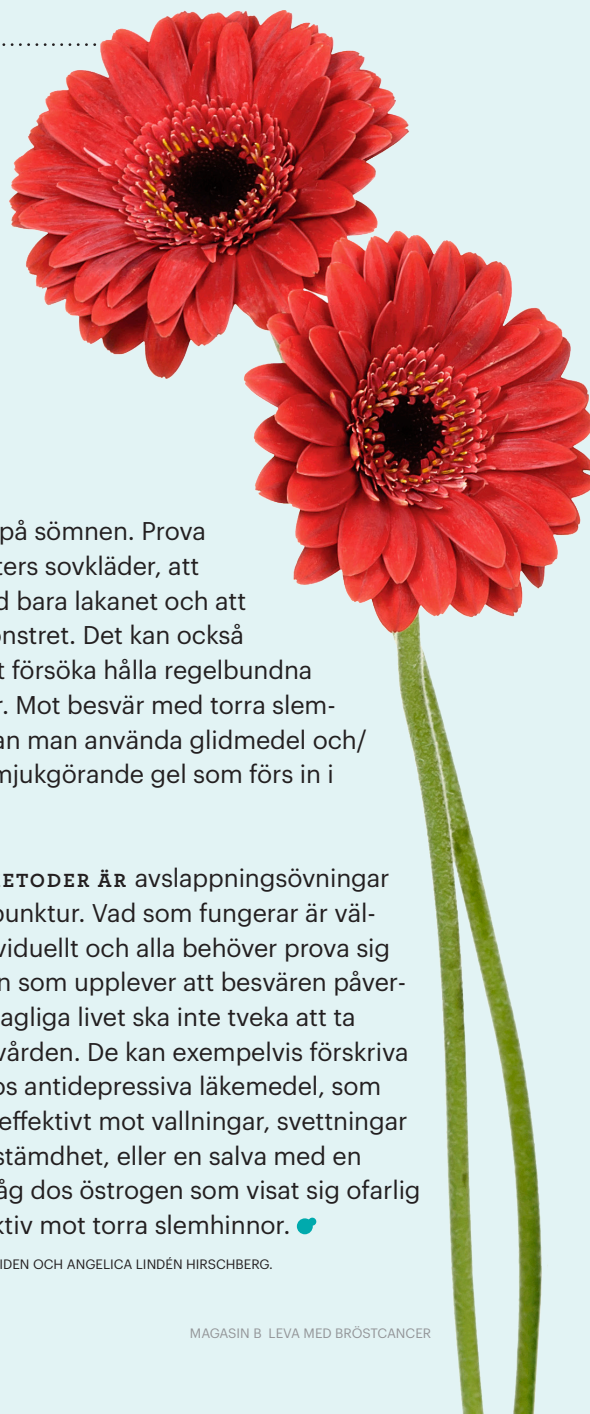 på sömnen. Prova
ters sovkläder, att
d bara lakanet och att
nstret. Det kan också
t försöka hålla regelbundna
r. Mot besvär med torra slem-
an man använda glidmedel och/
mjukgörande gel som förs in i
ETODER ÄR avslappningsövningar
punktur. Vad som fungerar är väl-
viduellt och alla behöver prova sig
n som upplever att besvären påver-
agliga livet ska inte tveka att ta
vården. De kan exempelvis förskriva
os antidepressiva läkemedel, som
effektivt mot vallningar, svettningar
stämdhet, eller en salva med en
åg dos östrogen som visat sig ofarlig
ktiv mot torra slemhinnor.
IDEN OCH ANGELICA LINDÉN HIRSCHBERG.
MAGASIN B LEVA MED BRÖSTCANCER